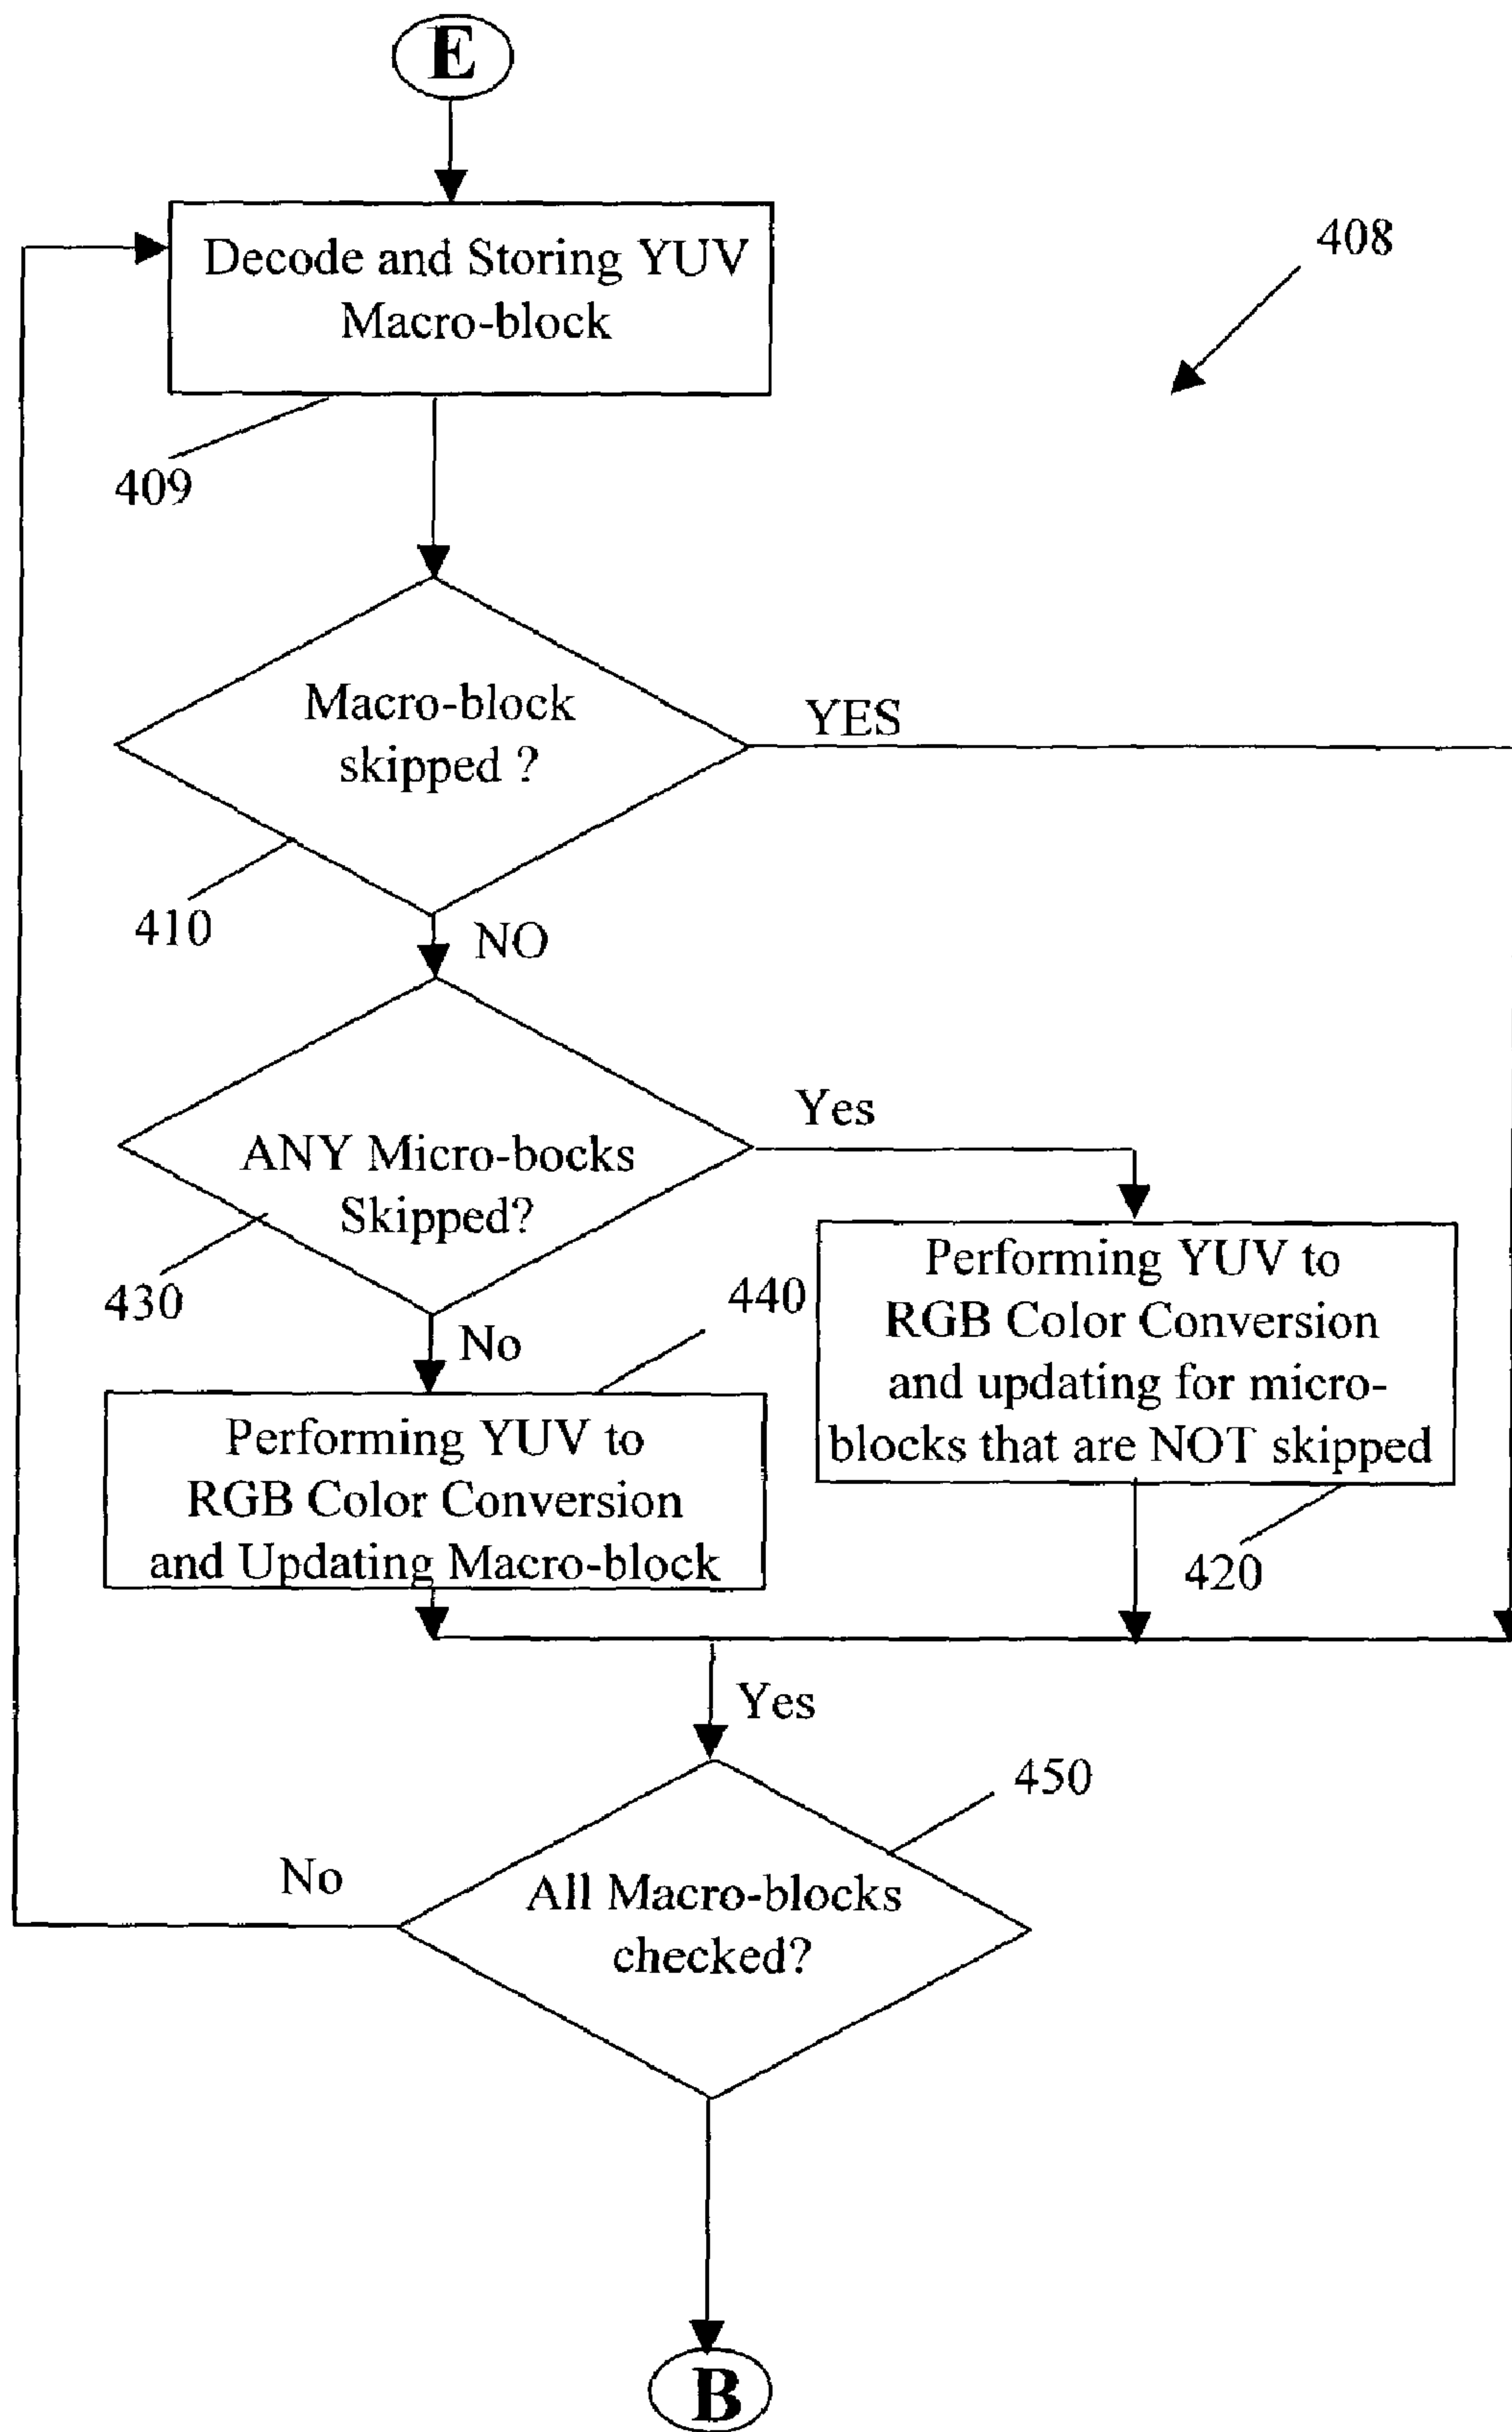 E
Decode and Storing YUV
Macro-block
408
409
Macro-block
skipped ?
YES
410
NO
ANY Micro-bocks
Skipped?
Yes
430
No
440
Performing YUV to
RGB Color Conversion
and updating for micro-
blocks that are NOT skipped
Performing YUV to
RGB Color Conversion
and Updating Macro-block
420
Yes
450
No
All Macro-blocks
checked?
B